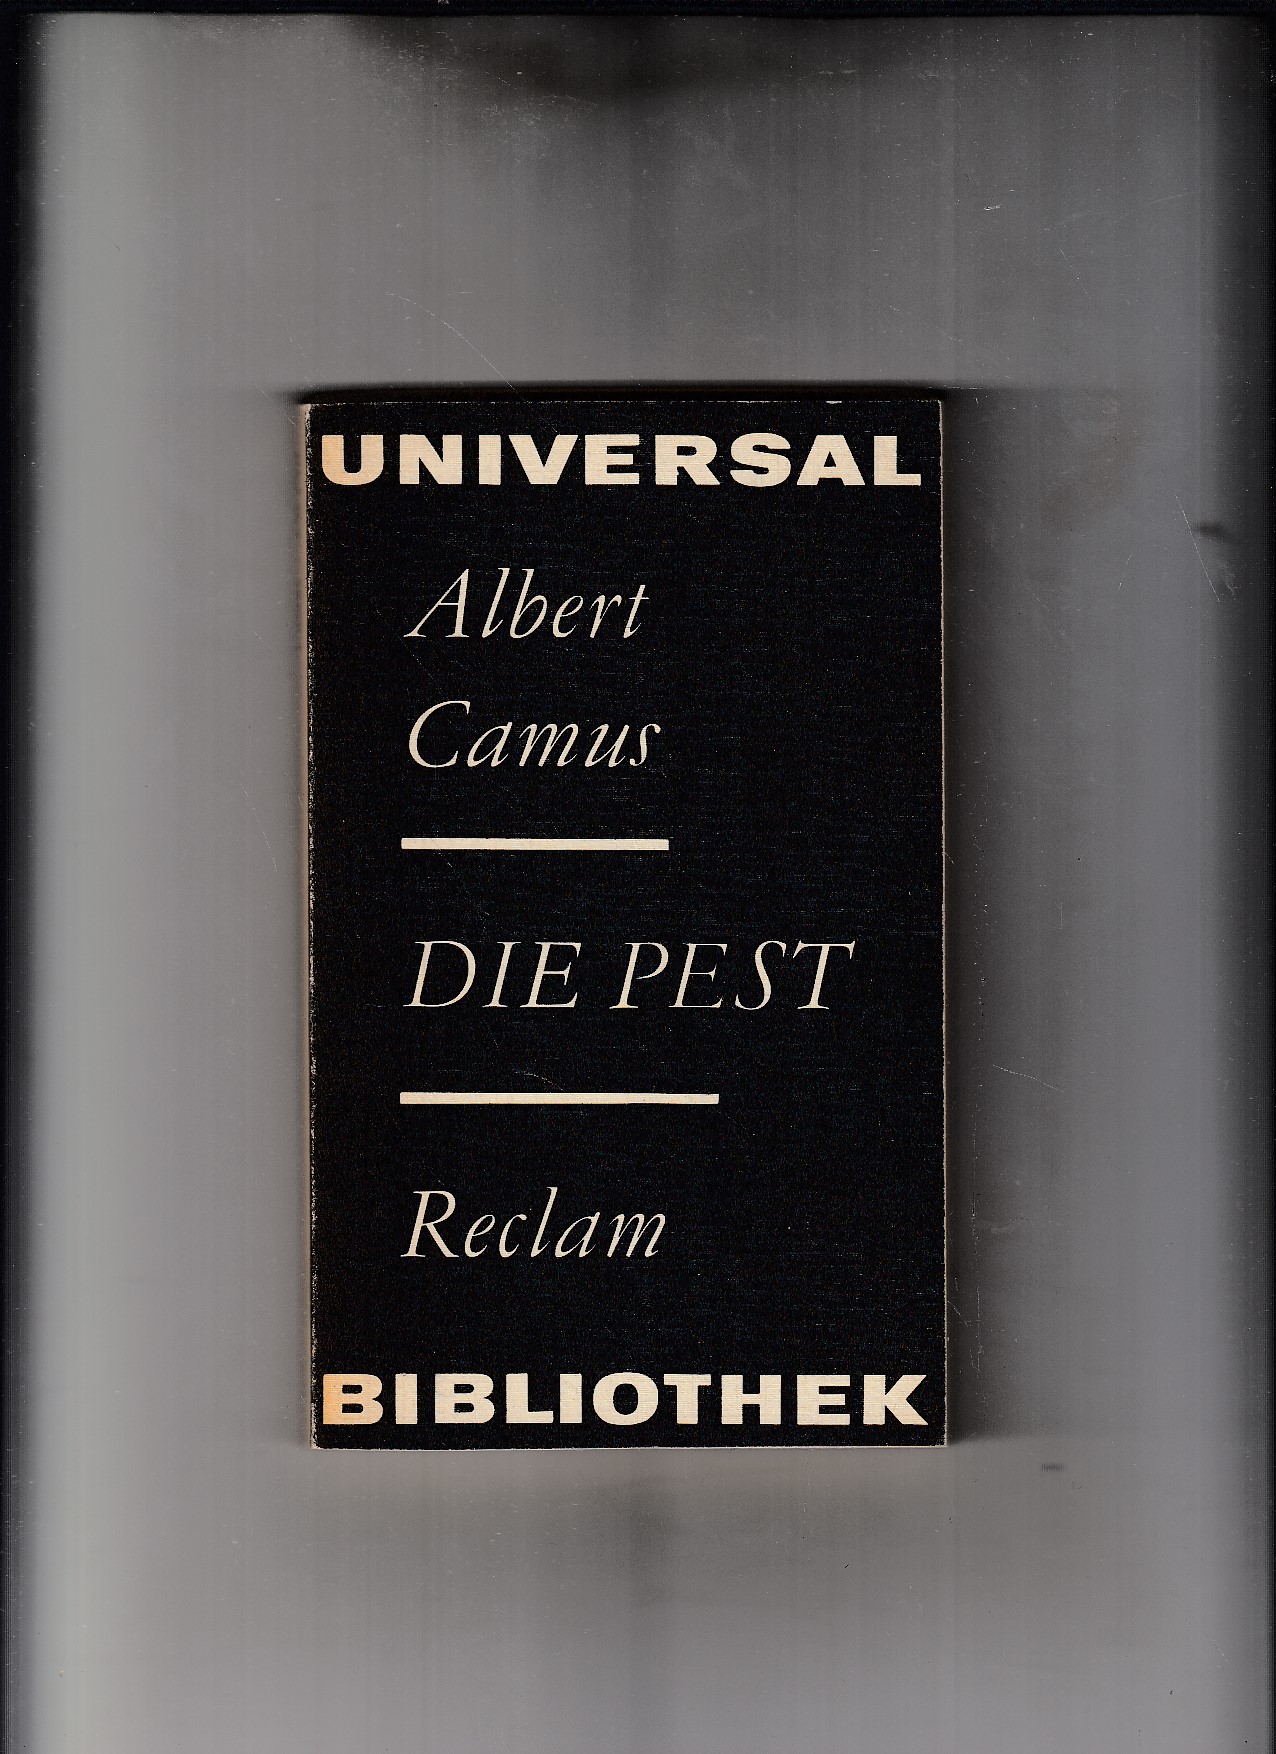 UNIVERSAL
Albert
Camus
DIE PEST
Reclam
BIBLIOTHEK